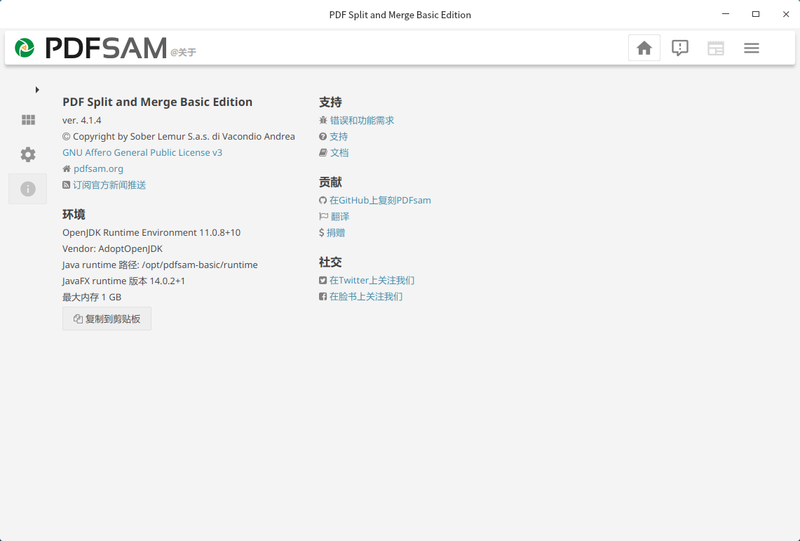 PDF Split and Merge Basic Edition
PDFSAM @关于
PDF Split and Merge Basic Edition
ver. 4.1.4
© Copyright by Sober Lemur S.a.s. di Vacondio Andrea
GNU Affero General Public License v3
pdfsam.org
订阅官方新闻推送
环境
OpenJDK Runtime Environment 11.0.8+10
Vendor: AdoptOpenJDK
Java runtime 路径: /opt/pdfsam-basic/runtime
JavaFX runtime 版本 14.0.2+1
最大内存 1 GB
复制到剪贴板
支持
错误和功能需求
支持
文档
贡献
在GitHub上复刻PDFsam
翻译
捐赠
社交
在Twitter上关注我们
在脸书上关注我们